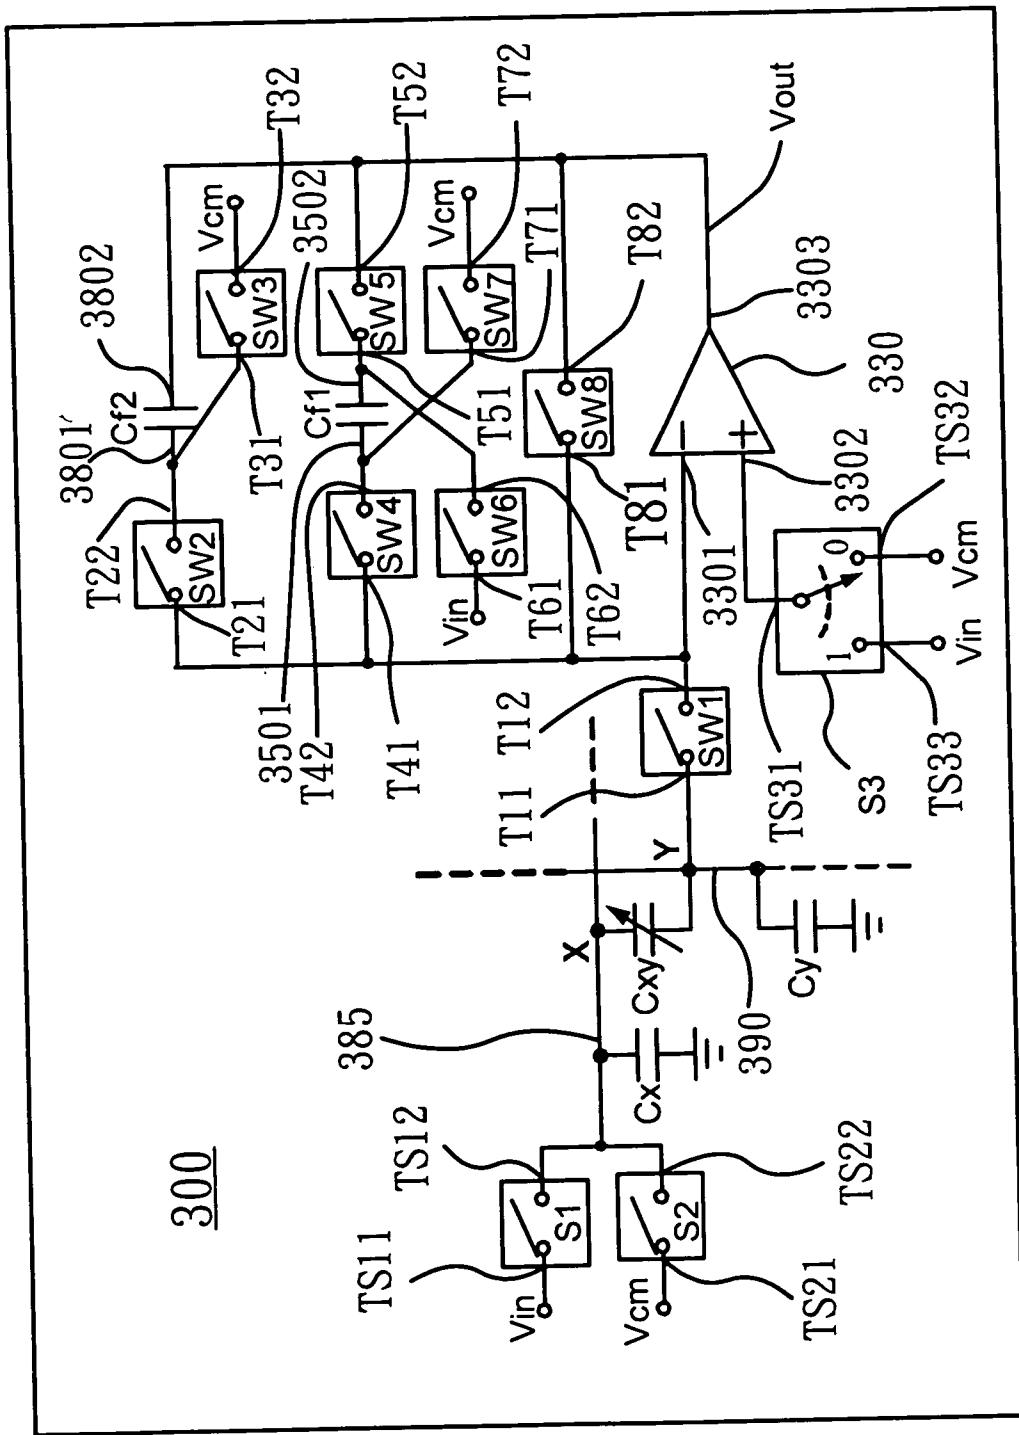 300
TS11
TS12
Vin
S1
Vcm
S2
TS21
TS22
385
X
Cx
Cxy
Y
390
Cy
T11
T12
SW1
3501
T42
T41
T22
T21
SW2
3801
Cf2
3802
T31
SW3
Vcm
T32
SW4
Cf1
3502
SW5
T52
T51
Vin
SW6
T61
T62
SW7
Vcm
T72
T71
SW8
T81
T82
3301
3302
−
+
330
3303
Vout
TS31
1
0
S3
TS33
TS32
Vin
Vcm